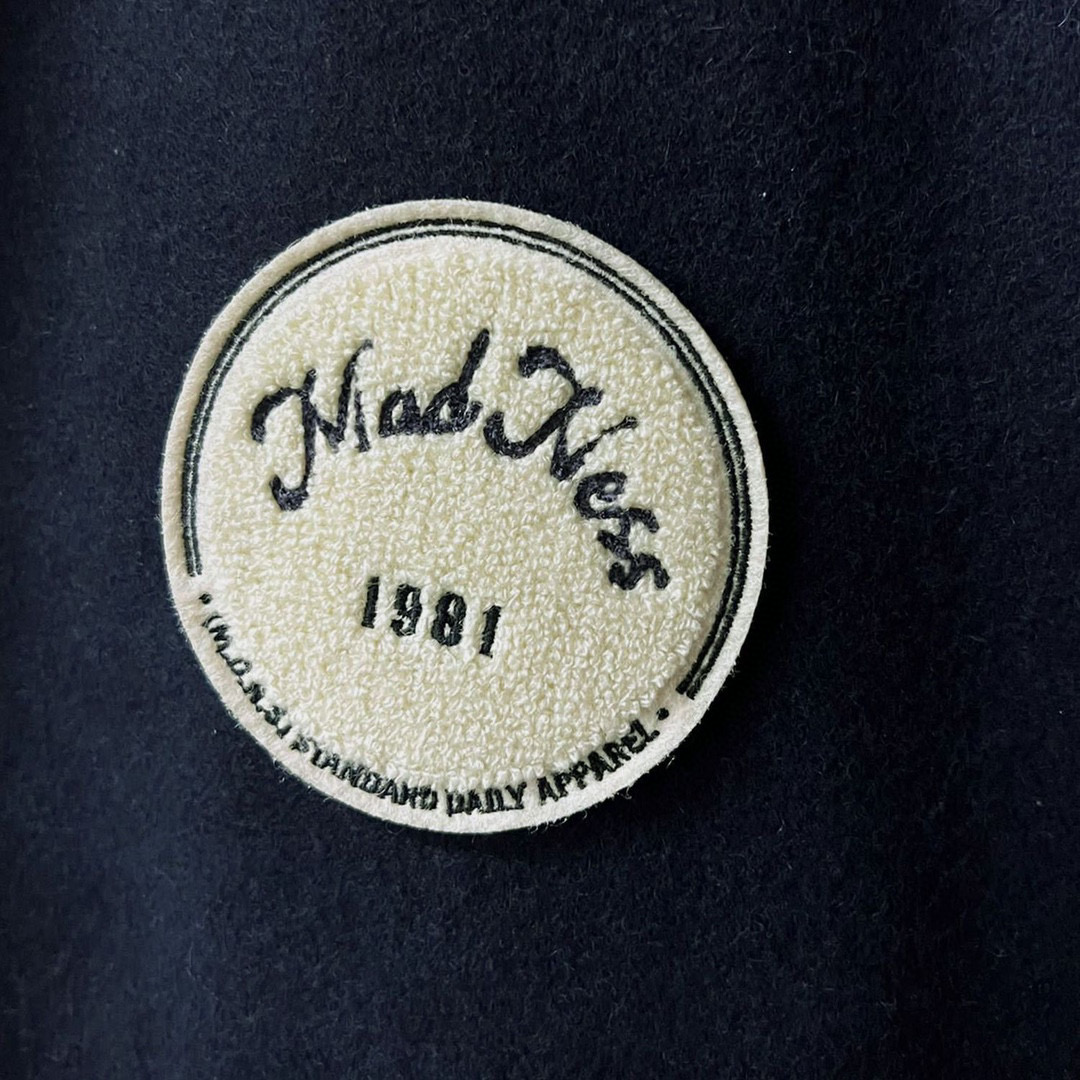 MadNess
1981
• (M.D.N.S) STANDARD DAILY APPAREL •